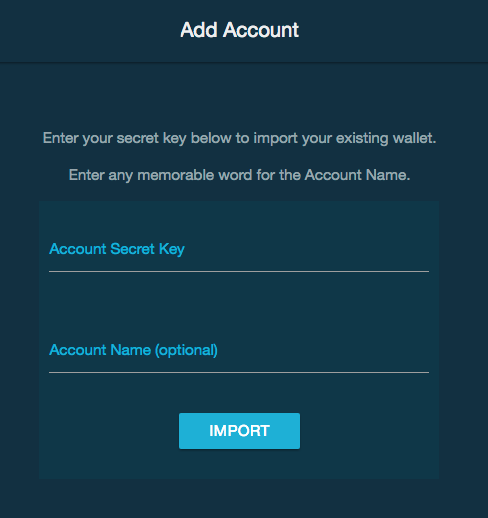 Add Account
Enter your secret key below to import your existing wallet.
Enter any memorable word for the Account Name.
Account Secret Key
Account Name (optional)
IMPORT